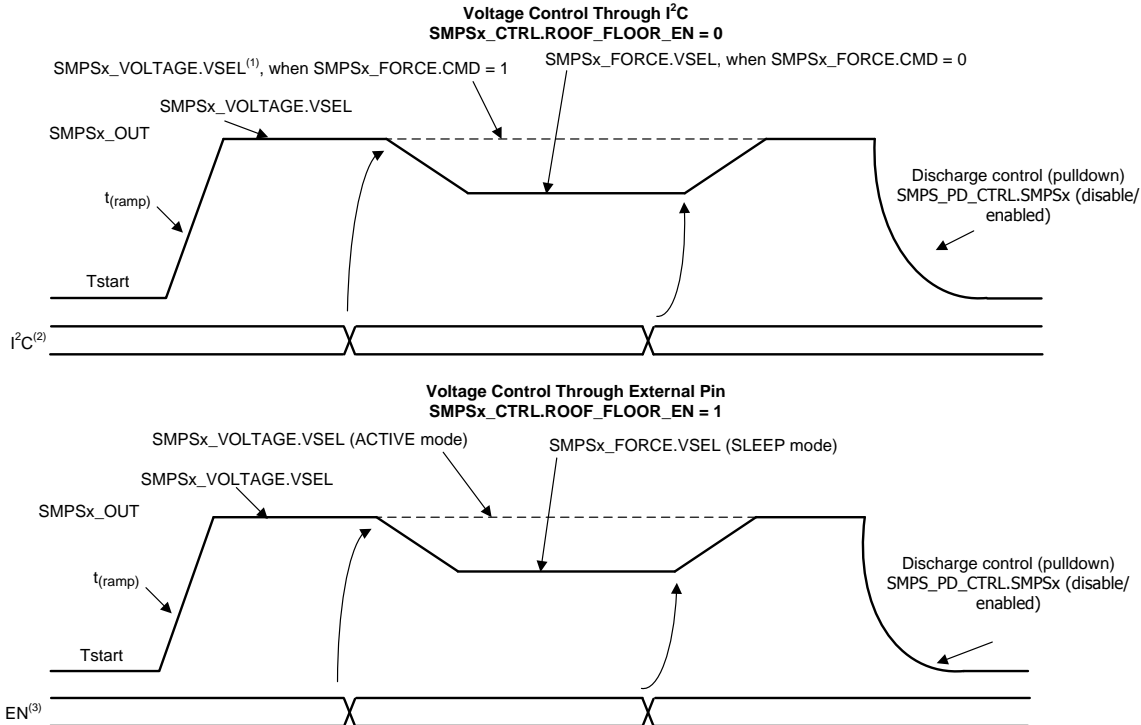 Voltage Control Through I²C
SMPSx_CTRL.ROOF_FLOOR_EN = 0
SMPSx_VOLTAGE.VSEL(1), when SMPSx_FORCE.CMD = 1
SMPSx_FORCE.VSEL, when SMPSx_FORCE.CMD = 0
SMPSx_VOLTAGE.VSEL
SMPSx_OUT
t(ramp)
Discharge control (pulldown)
SMPS_PD_CTRL.SMPSx (disable/
enabled)
Tstart
I²C(2)
Voltage Control Through External Pin
SMPSx_CTRL.ROOF_FLOOR_EN = 1
SMPSx_VOLTAGE.VSEL (ACTIVE mode)
SMPSx_FORCE.VSEL (SLEEP mode)
SMPSx_VOLTAGE.VSEL
SMPSx_OUT
t(ramp)
Discharge control (pulldown)
SMPS_PD_CTRL.SMPSx (disable/
enabled)
Tstart
EN(3)